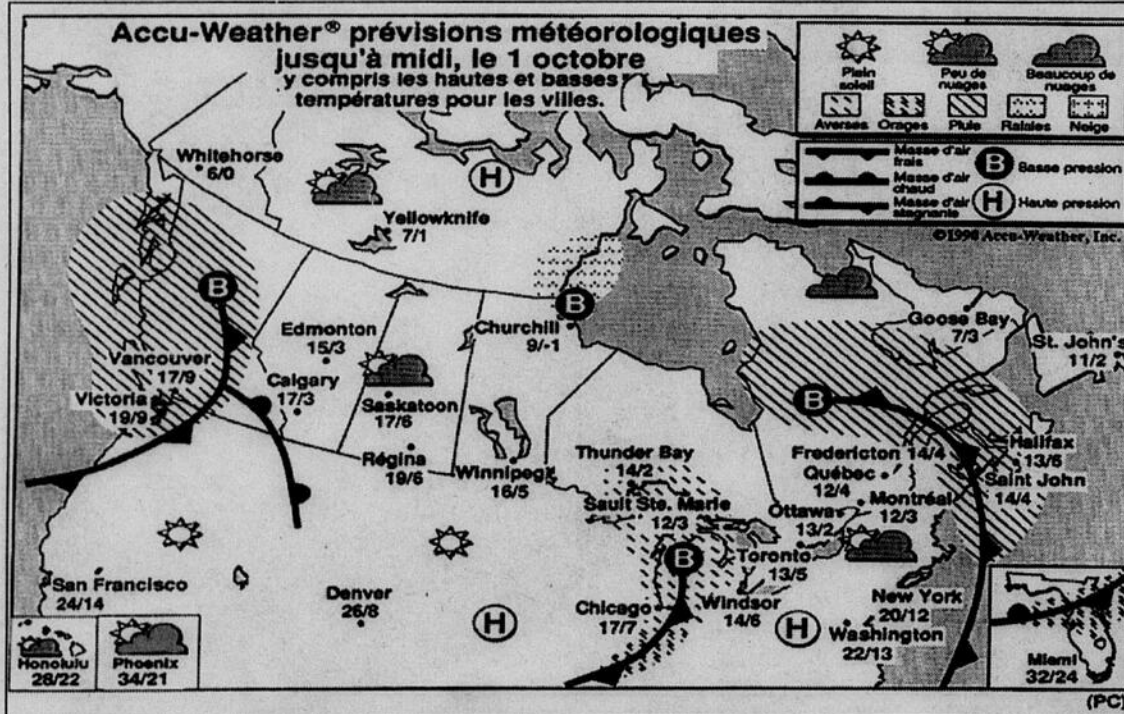 Accu-Weather® prévisions météorologiques
jusqu'à midi, le 1 octobre
y compris les hautes et basses
températures pour les villes.
Plein
soleil
Peu de
nuages
Beaucoup de
nuages
Averses
Orages
Pluie
Rafales
Neige
Masse d'air
frais
Masse d'air
chaud
Masse d'air
stagnante
B
Basse pression
H
Haute pression
©1990 Accu-Weather, Inc.
Whitehorse
6/0
H
Yellowknife
7/1
B
B
Churchill
9/-1
Goose Bay
7/3
St. John's
11/2
Edmonton
15/3
Vancouver
17/9
Calgary
17/3
Victoria
19/9
Saskatoon
17/6
B
Régina
19/6
Winnipeg
16/5
Thunder Bay
14/2
Fredericton 14/4
Halifax
13/6
Québec
12/4
Saint John
14/4
Sault Ste. Marie
12/3
Ottawa
13/2
Montréal
12/3
B
Toronto
13/5
San Francisco
24/14
Denver
26/8
H
Chicago
17/7
Windsor
14/6
H
New York
20/12
Washington
22/13
Honolulu
28/22
Phoenix
34/21
Miami
32/24
(PC)